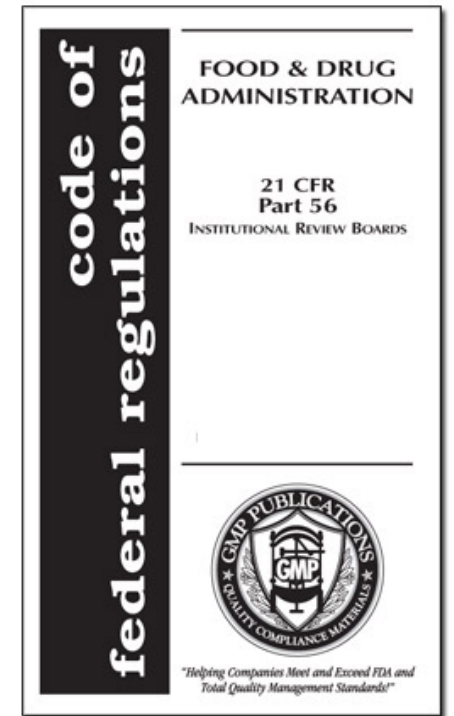 code of
federal regulations
FOOD & DRUG
ADMINISTRATION
21 CFR
Part 56
INSTITUTIONAL REVIEW BOARDS
GMP PUBLICATIONS
GMP
★ QUALITY COMPLIANCE MATERIALS ★
"Helping Companies Meet and Exceed FDA and
Total Quality Management Standards!"